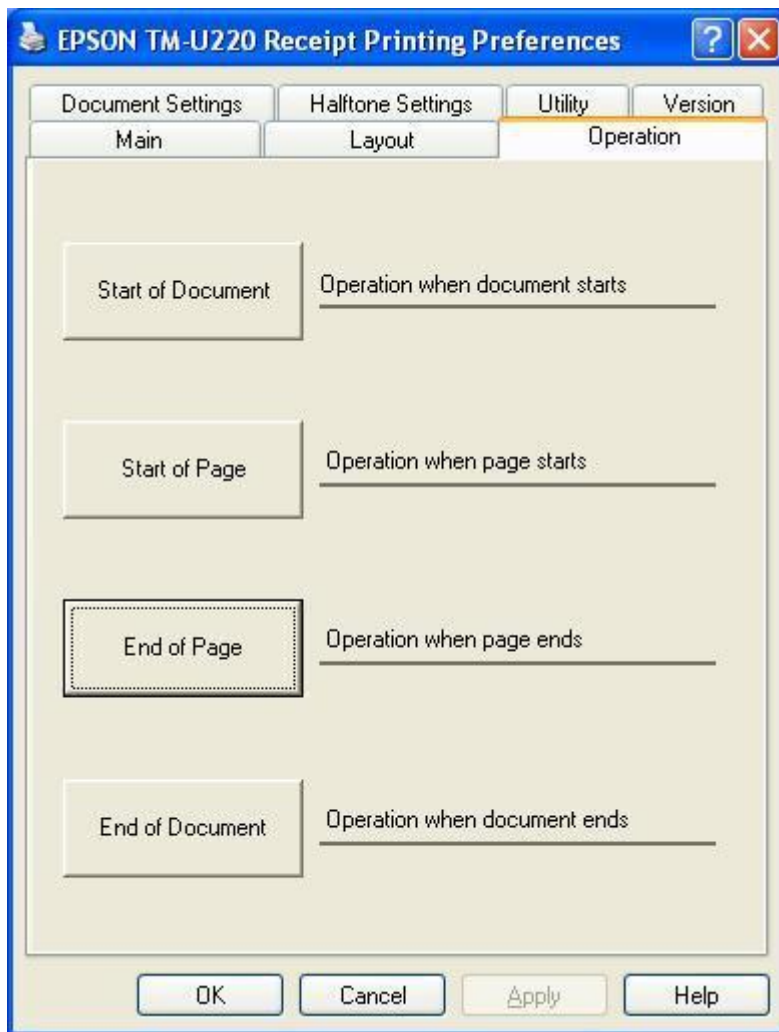 EPSON TM-U220 Receipt Printing Preferences
Document Settings Halftone Settings Utility Version
Main Layout Operation
Start of Document Operation when document starts
Start of Page Operation when page starts
End of Page Operation when page ends
End of Document Operation when document ends
OK Cancel Apply Help